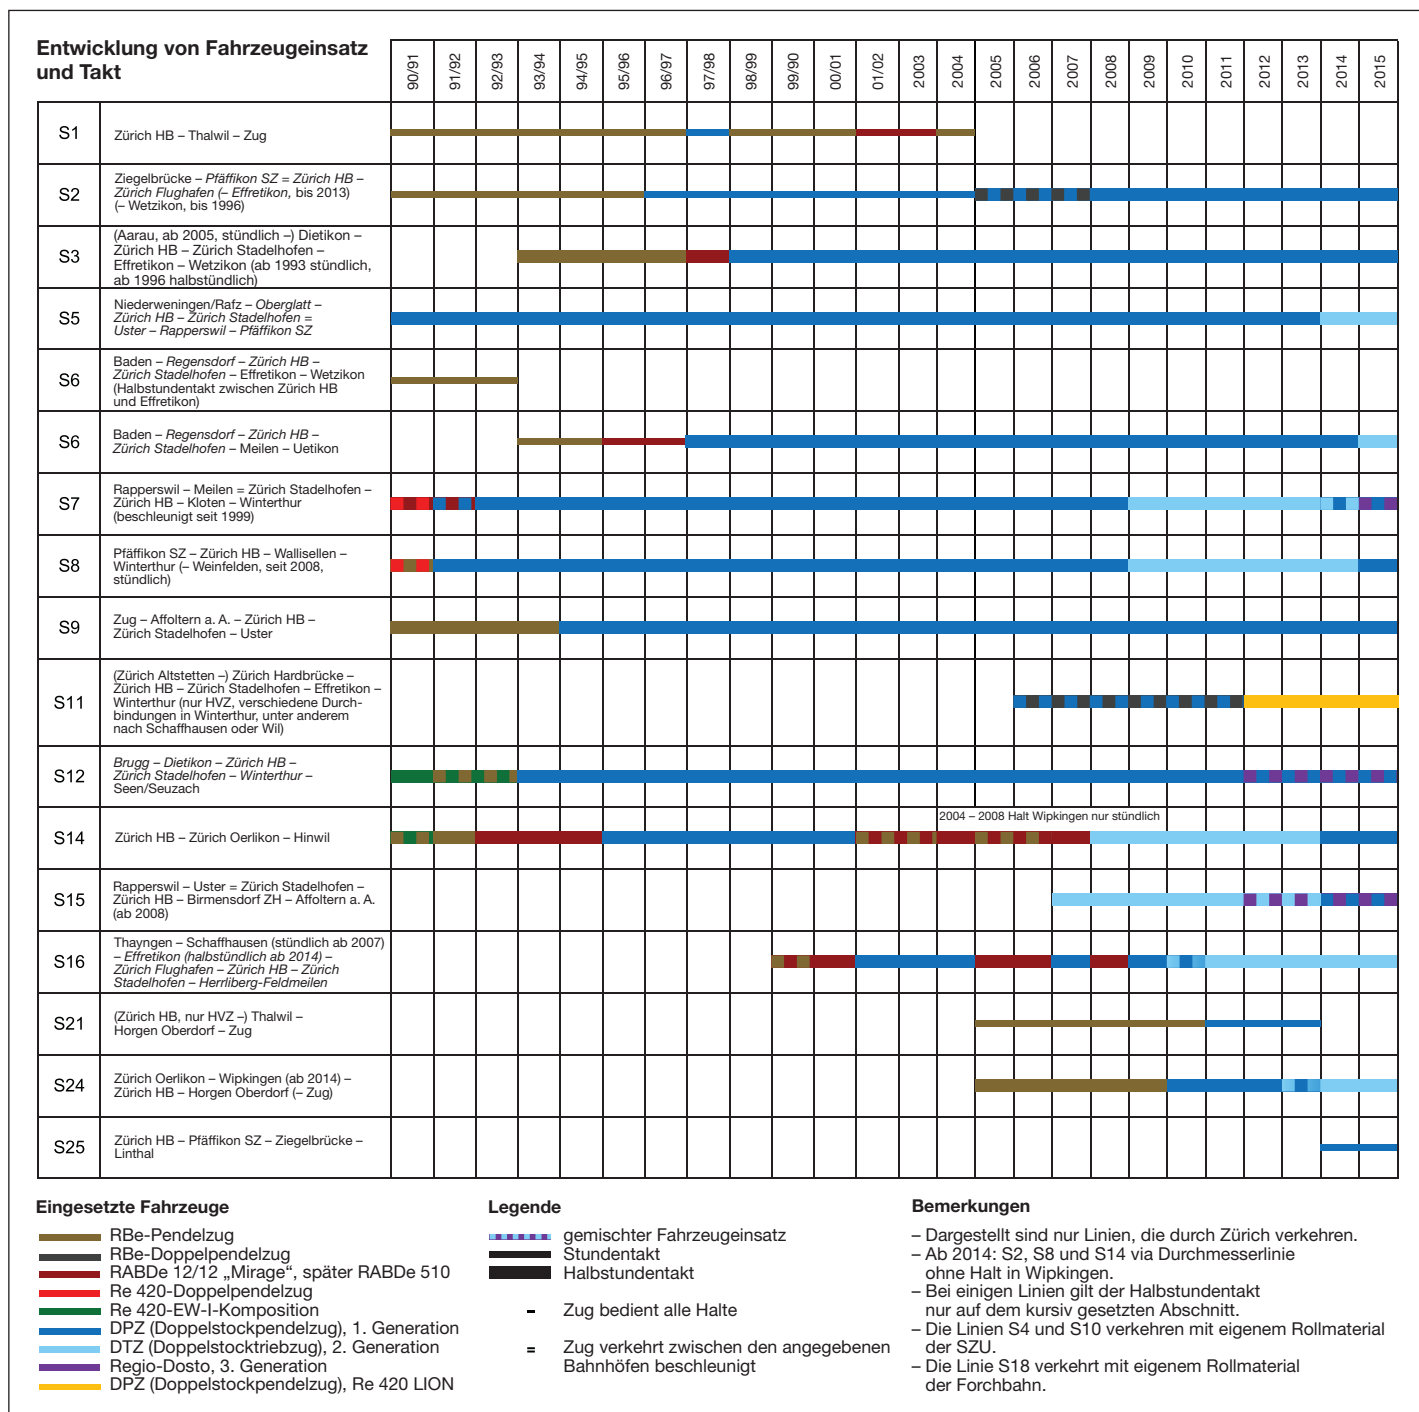 Entwicklung von Fahrzeugeinsatz
und Takt
90/91
91/92
92/93
93/94
94/95
95/96
96/97
97/98
98/99
99/90
00/01
01/02
2003
2004
2005
2006
2007
2008
2009
2010
2011
2012
2013
2014
2015
S1
Zürich HB – Thalwil – Zug
S2
Ziegelbrücke – Pfäffikon SZ = Zürich HB –
Zürich Flughafen (– Effretikon, bis 2013)
(– Wetzikon, bis 1996)
S3
(Aarau, ab 2005, stündlich –) Dietikon –
Zürich HB – Zürich Stadelhofen –
Effretikon – Wetzikon (ab 1993 stündlich,
ab 1996 halbstündlich)
S5
Niederweningen/Rafz – Oberglatt –
Zürich HB – Zürich Stadelhofen =
Uster – Rapperswil – Pfäffikon SZ
S6
Baden – Regensdorf – Zürich HB –
Zürich Stadelhofen – Effretikon – Wetzikon
(Halbstundentakt zwischen Zürich HB
und Effretikon)
S6
Baden – Regensdorf – Zürich HB –
Zürich Stadelhofen – Meilen – Uetikon
S7
Rapperswil – Meilen = Zürich Stadelhofen –
Zürich HB – Kloten – Winterthur
(beschleunigt seit 1999)
S8
Pfäffikon SZ – Zürich HB – Wallisellen –
Winterthur (– Weinfelden, seit 2008,
stündlich)
S9
Zug – Affoltern a. A. – Zürich HB –
Zürich Stadelhofen – Uster
S11
(Zürich Altstetten –) Zürich Hardbrücke –
Zürich HB – Zürich Stadelhofen – Effretikon –
Winterthur (nur HVZ, verschiedene Durch-
bindungen in Winterthur, unter anderem
nach Schaffhausen oder Wil)
S12
Brugg – Dietikon – Zürich HB –
Zürich Stadelhofen – Winterthur –
Seen/Seuzach
S14
Zürich HB – Zürich Oerlikon – Hinwil
2004 – 2008 Halt Wipkingen nur stündlich
S15
Rapperswil – Uster = Zürich Stadelhofen –
Zürich HB – Birmensdorf ZH – Affoltern a. A.
(ab 2008)
S16
Thayngen – Schaffhausen (stündlich ab 2007)
– Effretikon (halbstündlich ab 2014) –
Zürich Flughafen – Zürich HB – Zürich
Stadelhofen – Herrliberg-Feldmeilen
S21
(Zürich HB, nur HVZ –) Thalwil –
Horgen Oberdorf – Zug
S24
Zürich Oerlikon – Wipkingen (ab 2014) –
Zürich HB – Horgen Oberdorf (– Zug)
S25
Zürich HB – Pfäffikon SZ – Ziegelbrücke –
Linthal
Eingesetzte Fahrzeuge
RBe-Pendelzug
RBe-Doppelpendelzug
RABDe 12/12 „Mirage“, später RABDe 510
Re 420-Doppelpendelzug
Re 420-EW-I-Komposition
DPZ (Doppelstockpendelzug), 1. Generation
DTZ (Doppelstocktriebzug), 2. Generation
Regio-Dosto, 3. Generation
DPZ (Doppelstockpendelzug), Re 420 LION
Legende
gemischter Fahrzeugeinsatz
Stundentakt
Halbstundentakt
– Zug bedient alle Halte
= Zug verkehrt zwischen den angegebenen
Bahnhöfen beschleunigt
Bemerkungen
– Dargestellt sind nur Linien, die durch Zürich verkehren.
– Ab 2014: S2, S8 und S14 via Durchmesserlinie
ohne Halt in Wipkingen.
– Bei einigen Linien gilt der Halbstundentakt
nur auf dem kursiv gesetzten Abschnitt.
– Die Linien S4 und S10 verkehren mit eigenem Rollmaterial
der SZU.
– Die Linie S18 verkehrt mit eigenem Rollmaterial
der Forchbahn.